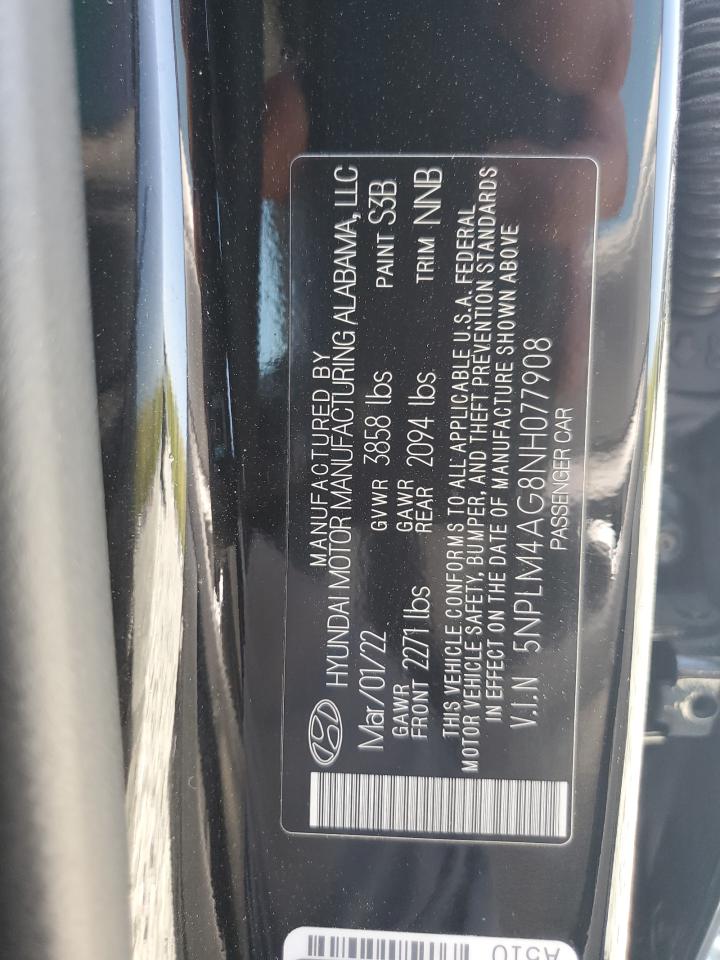 MANUFACTURED BY
HYUNDAI MOTOR MANUFACTURING ALABAMA, LLC
Mar/01/22 GVWR 3858 lbs PAINT S3B
GAWR FRONT 2271 lbs GAWR REAR 2094 lbs. TRIM NNB
THIS VEHICLE CONFORMS TO ALL APPLICABLE U.S.A. FEDERAL
MOTOR VEHICLE SAFETY, BUMPER, AND THEFT PREVENTION STANDARDS
IN EFFECT ON THE DATE OF MANUFACTURE SHOWN ABOVE
V.I.N 5NPLM4AG8NH077908
PASSENGER CAR
A510